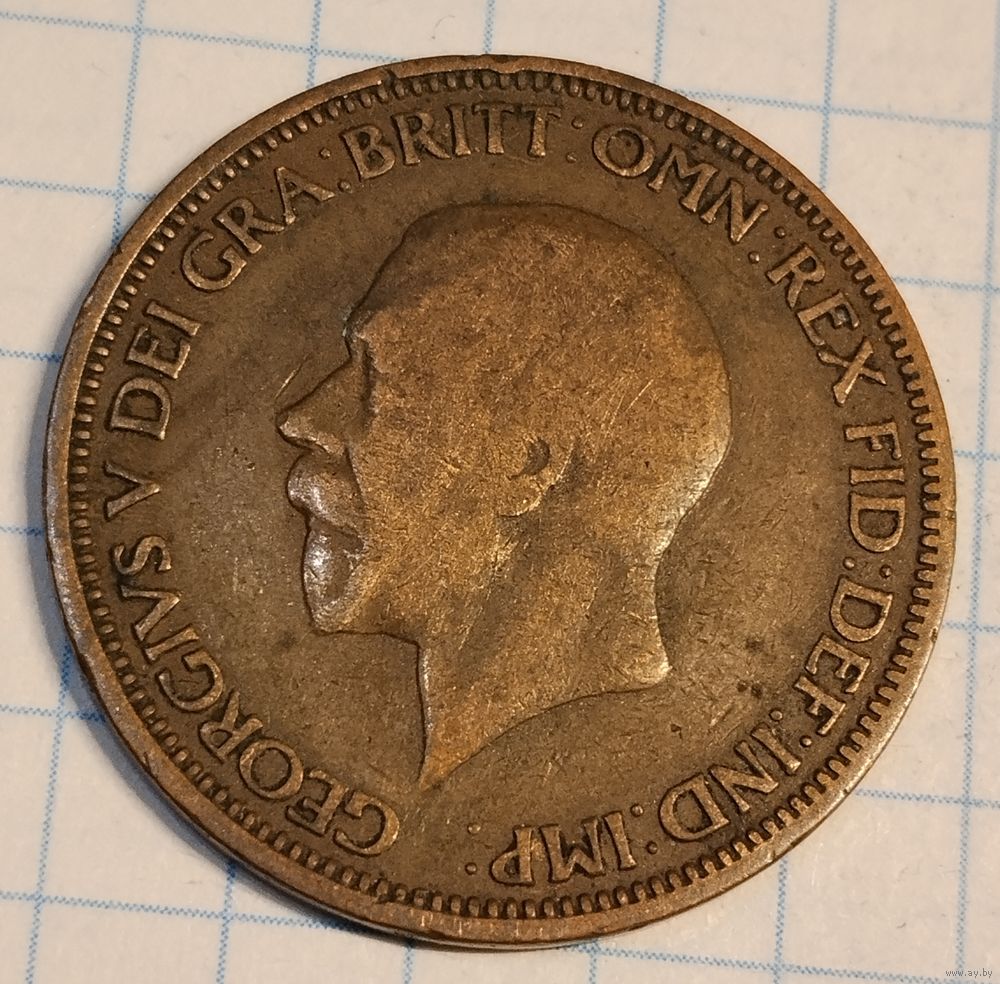 GEORGIVS V DEI GRA: BRITT: OMN: REX FID: DEF: IND: IMP:
www.ay.by